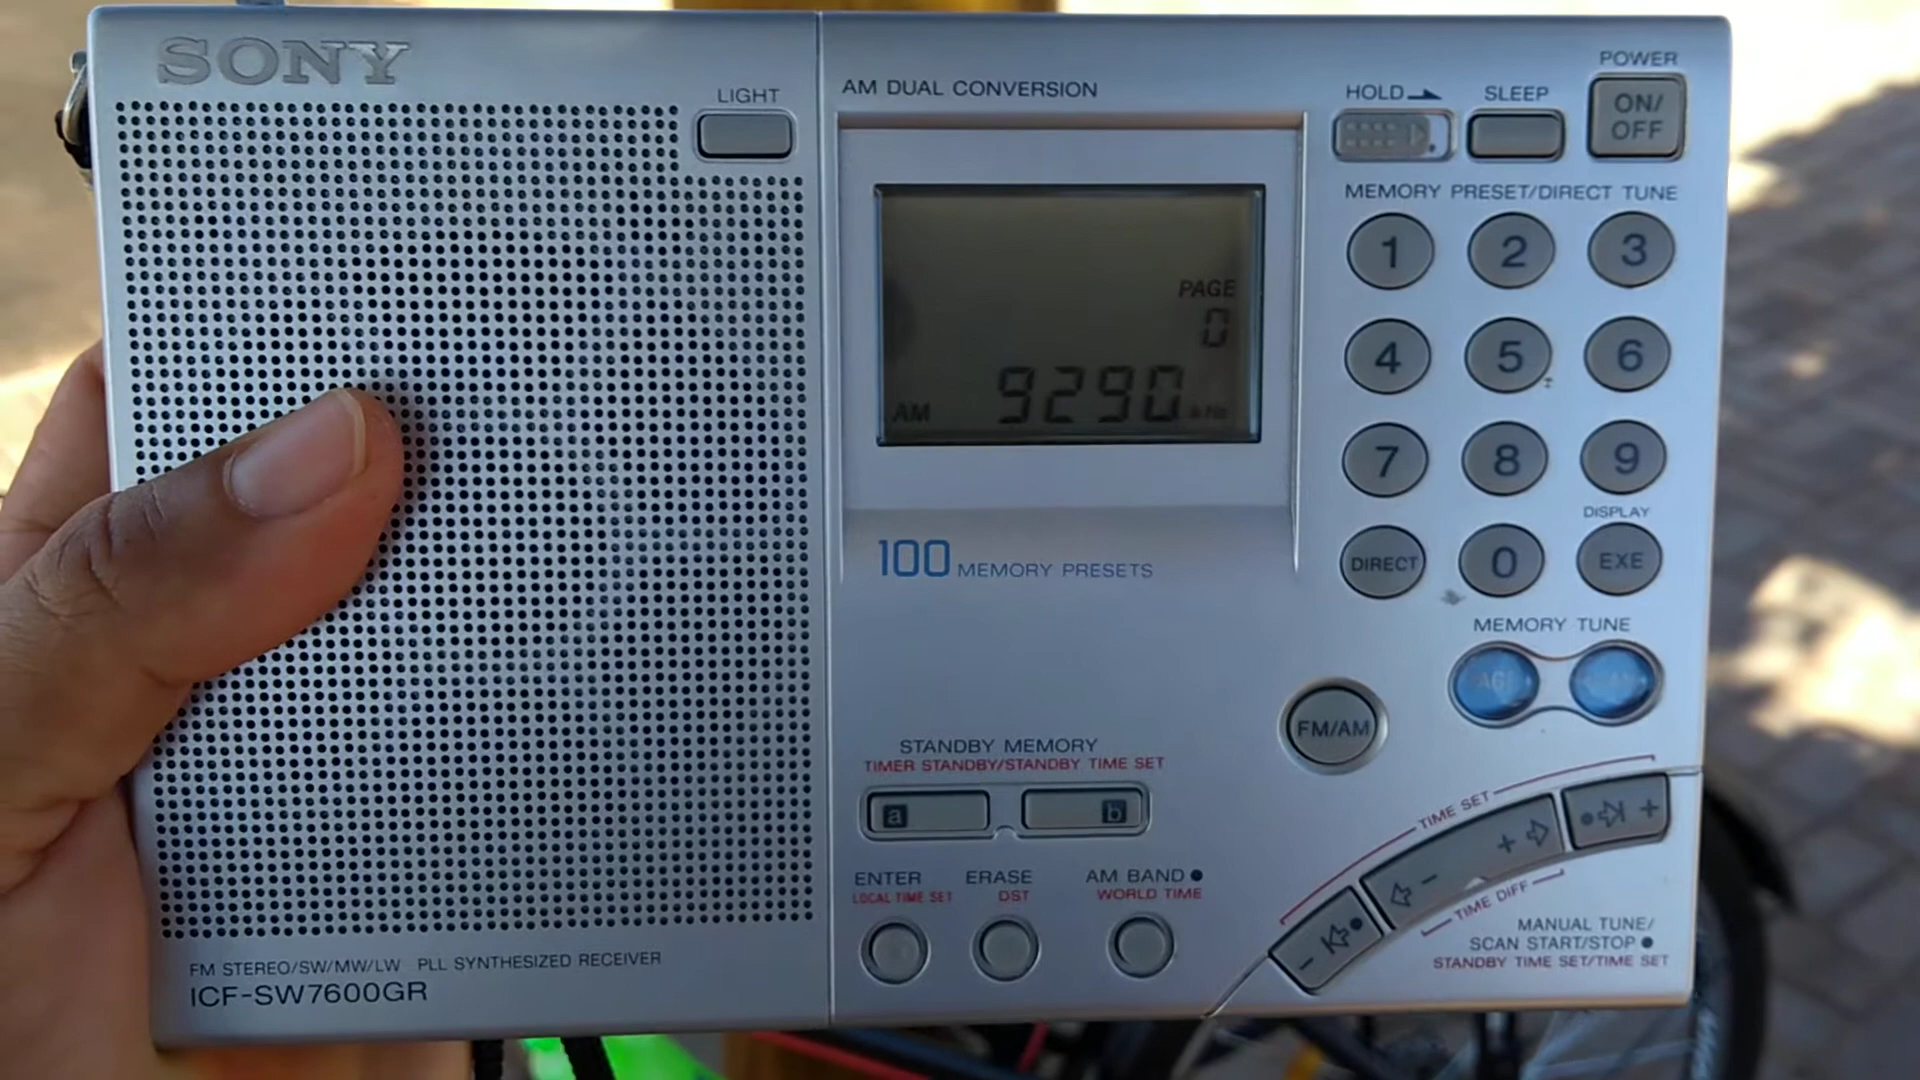 SONY
LIGHT
AM DUAL CONVERSION
HOLD
SLEEP
POWER
ON/
OFF
MEMORY PRESET/DIRECT TUNE
1 2 3
PAGE
0
4 5 6
AM 9290 kHz
7 8 9
DISPLAY
DIRECT 0 EXE
100 MEMORY PRESETS
MEMORY TUNE
FM/AM
STANDBY MEMORY
TIMER STANDBY/STANDBY TIME SET
a b
TIME SET
- + +
-
TIME DIFF
ENTER ERASE AM BAND ●
LOCAL TIME SET DST WORLD TIME
MANUAL TUNE/
SCAN START/STOP ●
STANDBY TIME SET/TIME SET
FM STEREO/SW/MW/LW PLL SYNTHESIZED RECEIVER
ICF-SW7600GR